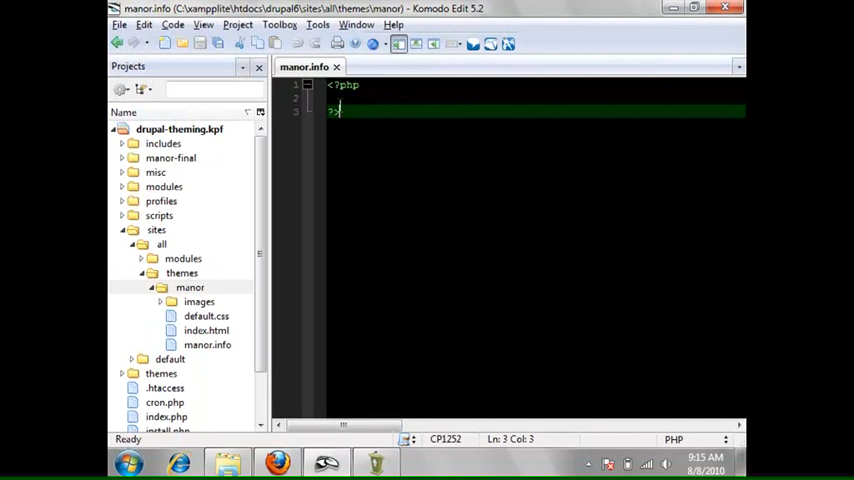 manor.info (C:\xampplite\htdocs\drupal6\sites\all\themes\manor) - Komodo Edit 5.2
File Edit Code View Project Toolbox Tools Window Help
Projects
manor.info
Name
drupal-theming.kpf
includes
manor-final
misc
modules
profiles
scripts
sites
all
modules
themes
manor
images
default.css
index.html
manor.info
default
themes
.htaccess
cron.php
index.php
install.php
1 <?php
2
3 ?>
Ready CP1252 Ln: 3 Col: 3 PHP
9:15 AM
8/8/2010